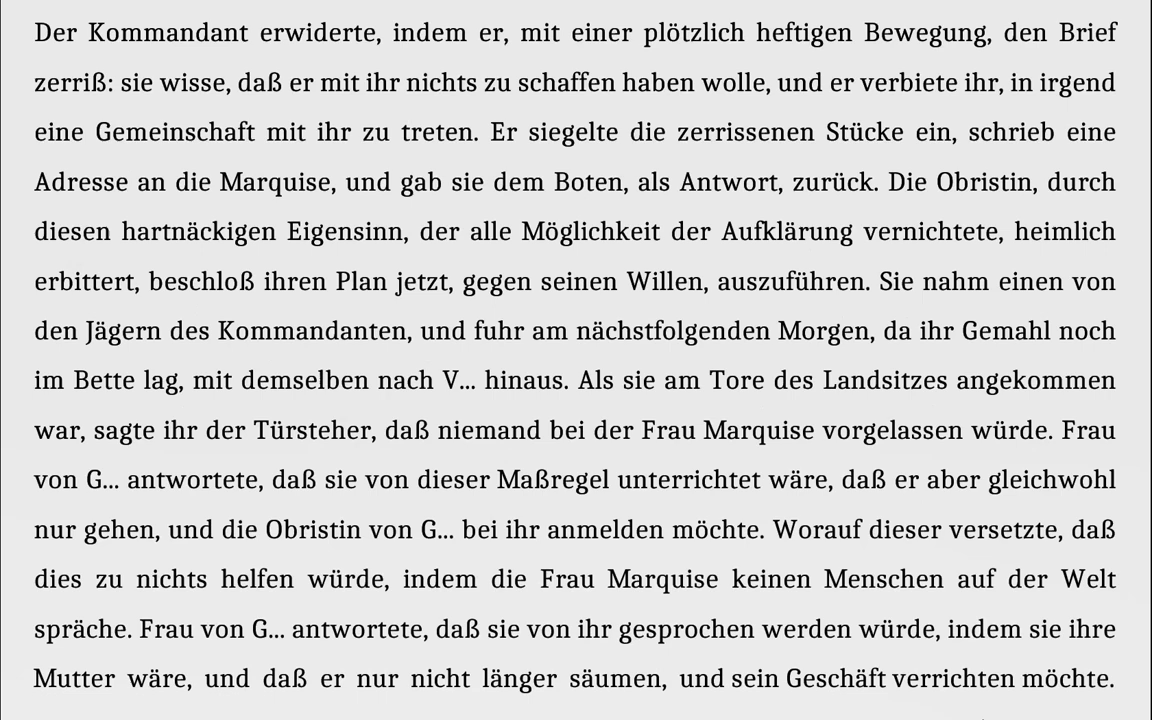 Der Kommandant erwiderte, indem er, mit einer plötzlich heftigen Bewegung, den Brief
zerriß: sie wisse, daß er mit ihr nichts zu schaffen haben wolle, und er verbiete ihr, in irgend
eine Gemeinschaft mit ihr zu treten. Er siegelte die zerrissenen Stücke ein, schrieb eine
Adresse an die Marquise, und gab sie dem Boten, als Antwort, zurück. Die Obristin, durch
diesen hartnäckigen Eigensinn, der alle Möglichkeit der Aufklärung vernichtete, heimlich
erbittert, beschloß ihren Plan jetzt, gegen seinen Willen, auszuführen. Sie nahm einen von
den Jägern des Kommandanten, und fuhr am nächstfolgenden Morgen, da ihr Gemahl noch
im Bette lag, mit demselben nach V... hinaus. Als sie am Tore des Landsitzes angekommen
war, sagte ihr der Türsteher, daß niemand bei der Frau Marquise vorgelassen würde. Frau
von G... antwortete, daß sie von dieser Maßregel unterrichtet wäre, daß er aber gleichwohl
nur gehen, und die Obristin von G... bei ihr anmelden möchte. Worauf dieser versetzte, daß
dies zu nichts helfen würde, indem die Frau Marquise keinen Menschen auf der Welt
spräche. Frau von G... antwortete, daß sie von ihr gesprochen werden würde, indem sie ihre
Mutter wäre, und daß er nur nicht länger säumen, und sein Geschäft verrichten möchte.